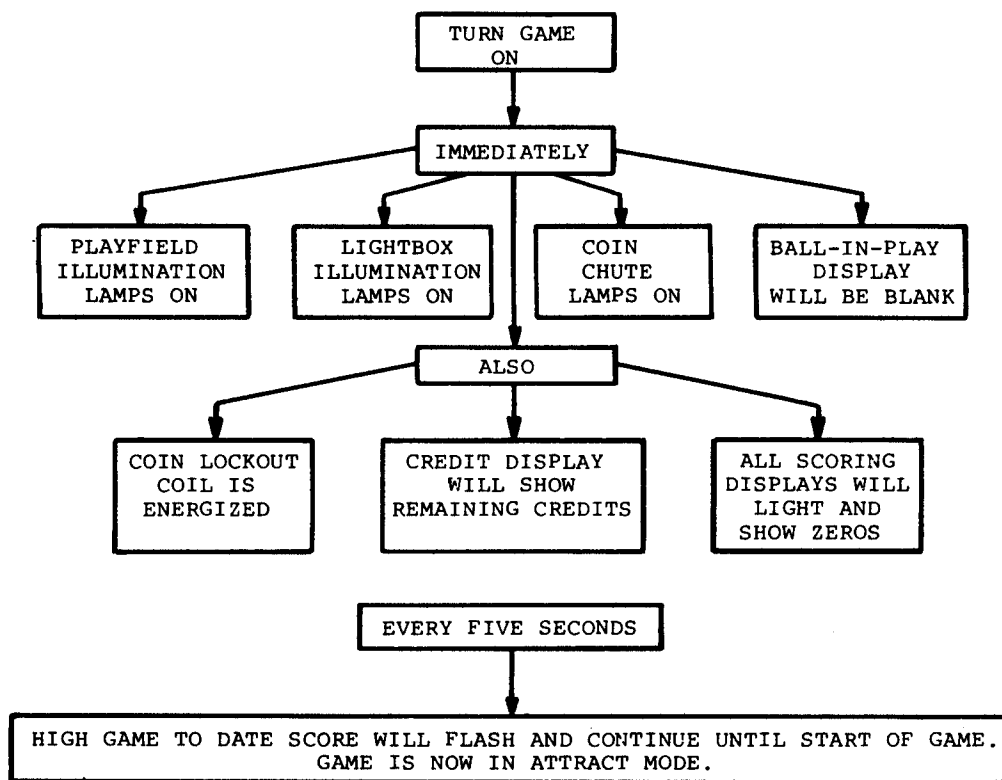 TURN GAME
ON
IMMEDIATELY
PLAYFIELD
ILLUMINATION
LAMPS ON
LIGHTBOX
ILLUMINATION
LAMPS ON
COIN
CHUTE
LAMPS ON
BALL-IN-PLAY
DISPLAY
WILL BE BLANK
ALSO
COIN LOCKOUT
COIL IS
ENERGIZED
CREDIT DISPLAY
WILL SHOW
REMAINING CREDITS
ALL SCORING
DISPLAYS WILL
LIGHT AND
SHOW ZEROS
EVERY FIVE SECONDS
HIGH GAME TO DATE SCORE WILL FLASH AND CONTINUE UNTIL START OF GAME.
GAME IS NOW IN ATTRACT MODE.